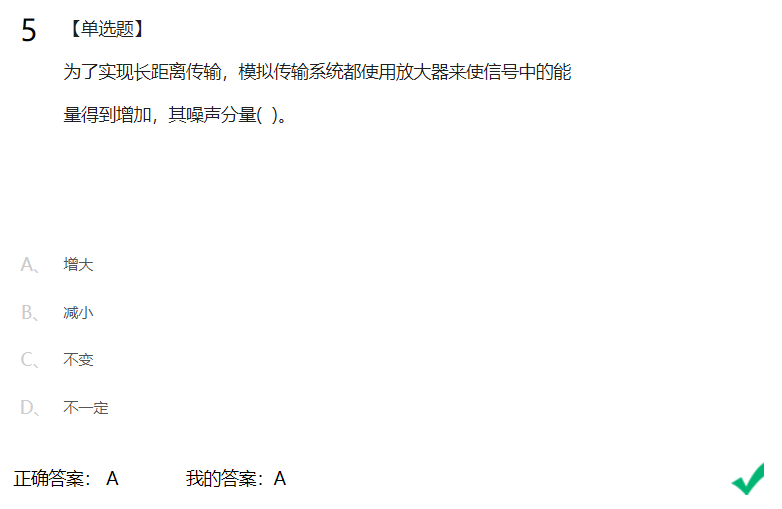 5 【单选题】
为了实现长距离传输，模拟传输系统都使用放大器来使信号中的能
量得到增加，其噪声分量( )。
A、 增大
B、 减小
C、 不变
D、 不一定
正确答案： A 我的答案：A